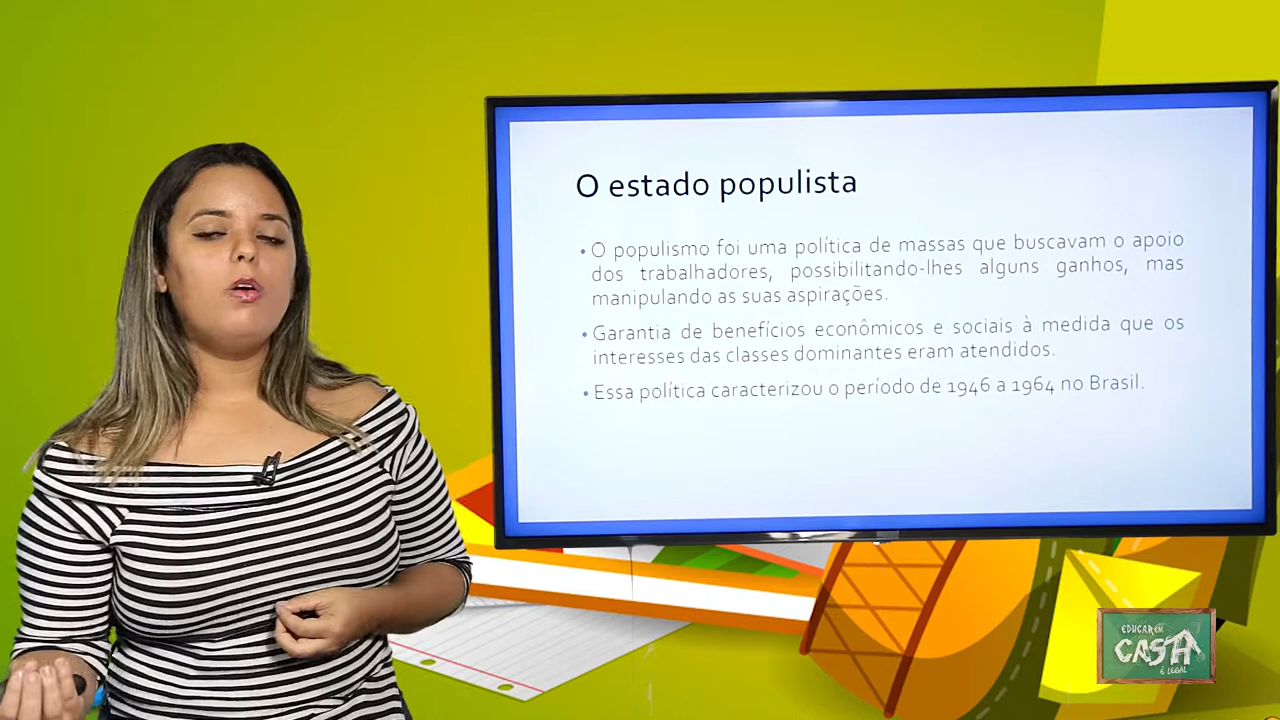 O estado populista
• O populismo foi uma política de massas que buscavam o apoio
dos trabalhadores, possibilitando-lhes alguns ganhos, mas
manipulando as suas aspirações.
• Garantia de benefícios econômicos e sociais à medida que os
interesses das classes dominantes eram atendidos.
• Essa política caracterizou o período de 1946 a 1964 no Brasil.
EDUCAR EM
CASA
É LEGAL